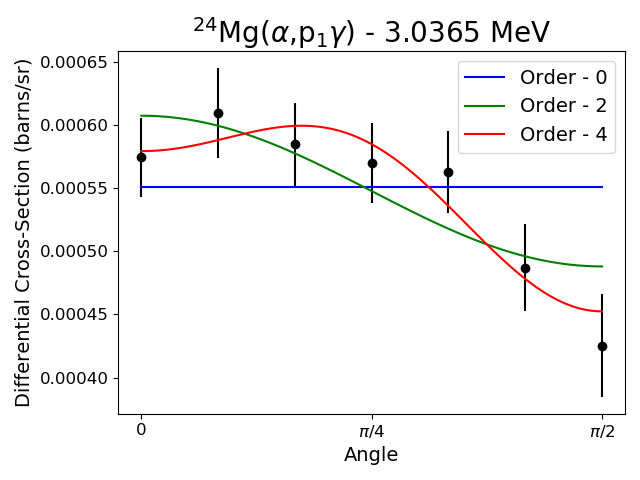 ²⁴Mg(α,p₁γ) - 3.0365 MeV
Differential Cross-Section (barns/sr)
0.00065
0.00060
0.00055
0.00050
0.00045
0.00040
Order - 0
Order - 2
Order - 4
0
π/4
π/2
Angle